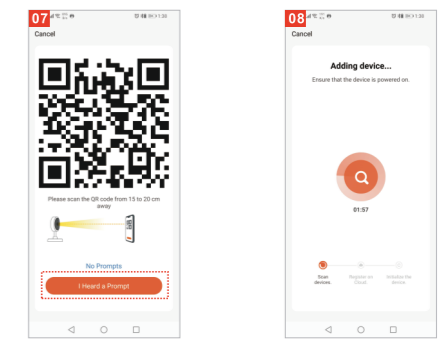 07
Cancel
Please scan the QR code from 15 to 20 cm
away
No Prompts
I Heard a Prompt
08
Cancel
Adding device...
Ensure that the device is powered on.
01:57
Scan
devices.
Register on
Cloud.
Initialize the
device.